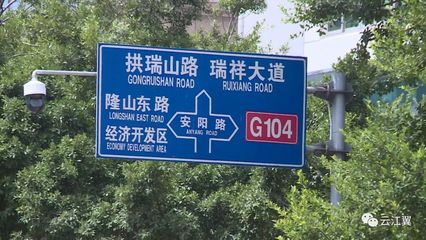 拱瑞山路 瑞祥大道
GONGRUISHAN ROAD RUIXIANG ROAD
隆山东路
LONGSHAN EAST ROAD
安阳路
ANYANG ROAD
G104
经济开发区
ECONOMY DEVELOPMENT AREA
云江翼